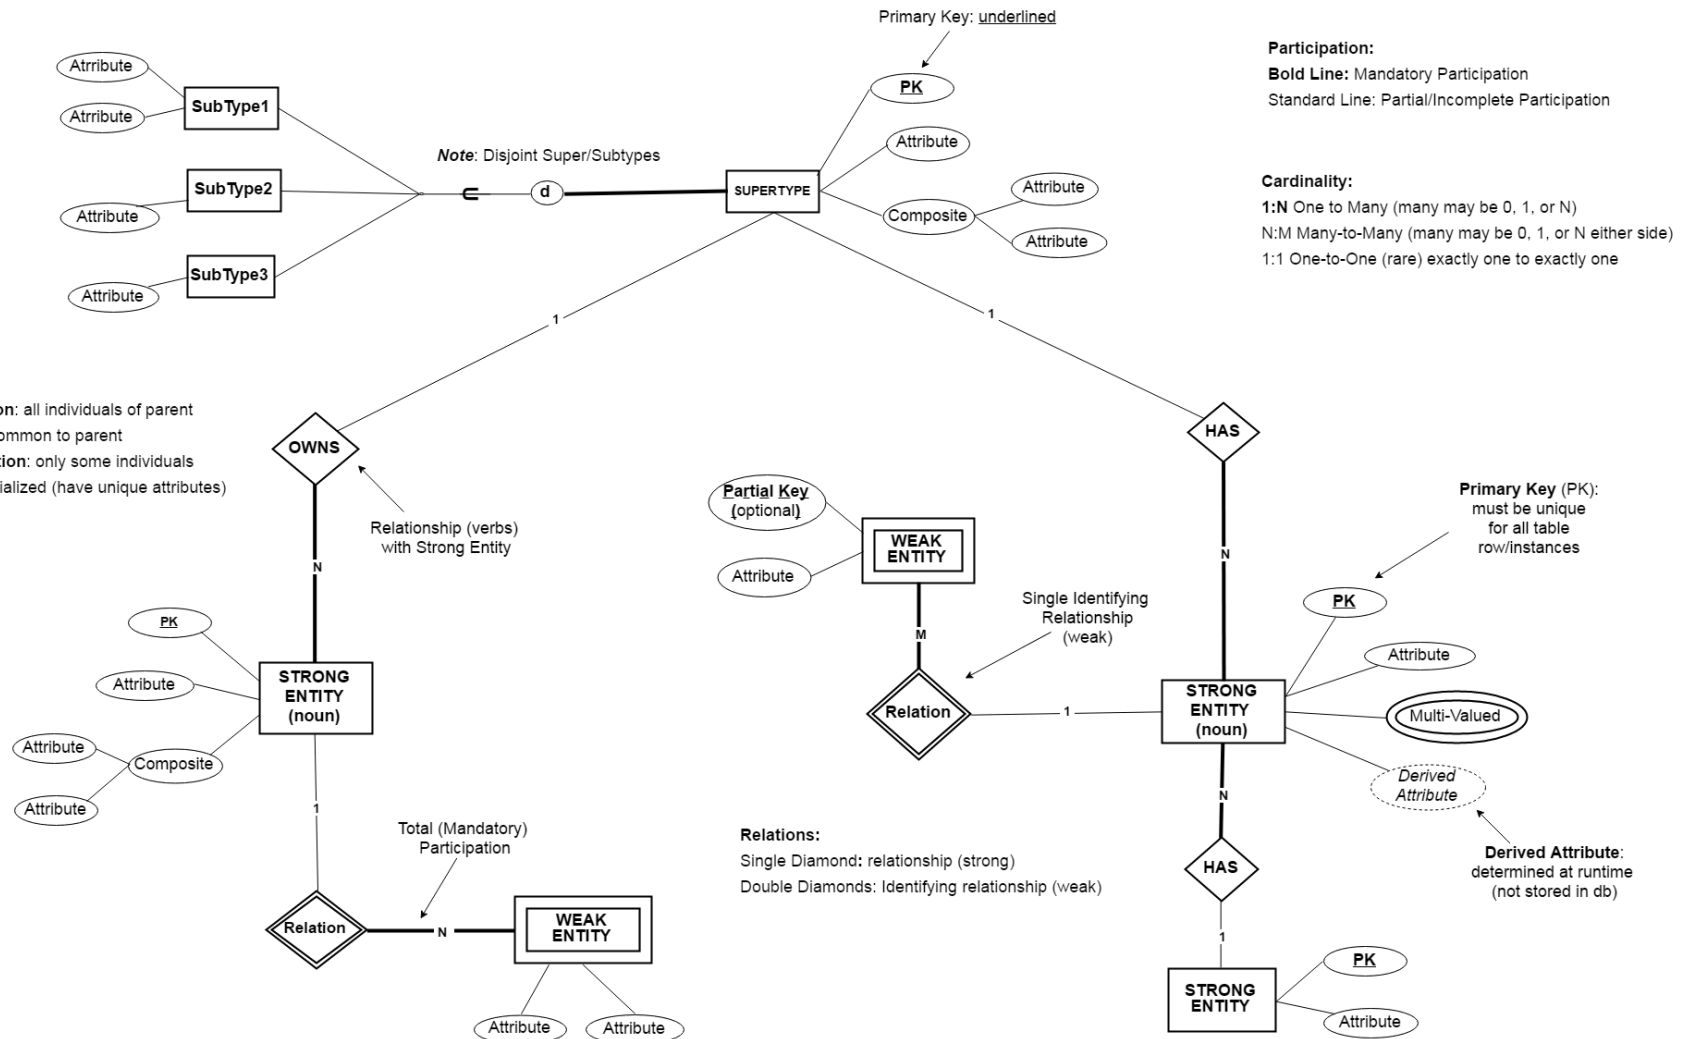 Primary Key: underlined
Participation:
Bold Line: Mandatory Participation
Standard Line: Partial/Incomplete Participation
Atrribute
Atrribute
SubType1
PK
Attribute
Note: Disjoint Super/Subtypes
SubType2
Attribute
d
SUPERTYPE
Composite
Attribute
Attribute
Cardinality:
1:N One to Many (many may be 0, 1, or N)
N:M Many-to-Many (many may be 0, 1, or N either side)
1:1 One-to-One (rare) exactly one to exactly one
SubType3
Attribute
1
1
on: all individuals of parent
ommon to parent
tion: only some individuals
ialized (have unique attributes)
OWNS
HAS
Relationship (verbs)
with Strong Entity
N
Partial Key
(optional)
Attribute
WEAK
ENTITY
M
N
Single Identifying
Relationship
(weak)
Primary Key (PK):
must be unique
for all table
row/instances
PK
Attribute
Multi-Valued
Derived
Attribute
Derived Attribute:
determined at runtime
(not stored in db)
Relation
1
STRONG
ENTITY
(noun)
PK
Attribute
STRONG
ENTITY
(noun)
Attribute
Composite
Attribute
1
Total (Mandatory)
Participation
Relation
N
WEAK
ENTITY
Attribute
Attribute
Relations:
Single Diamond: relationship (strong)
Double Diamonds: Identifying relationship (weak)
N
HAS
1
STRONG
ENTITY
PK
Attribute